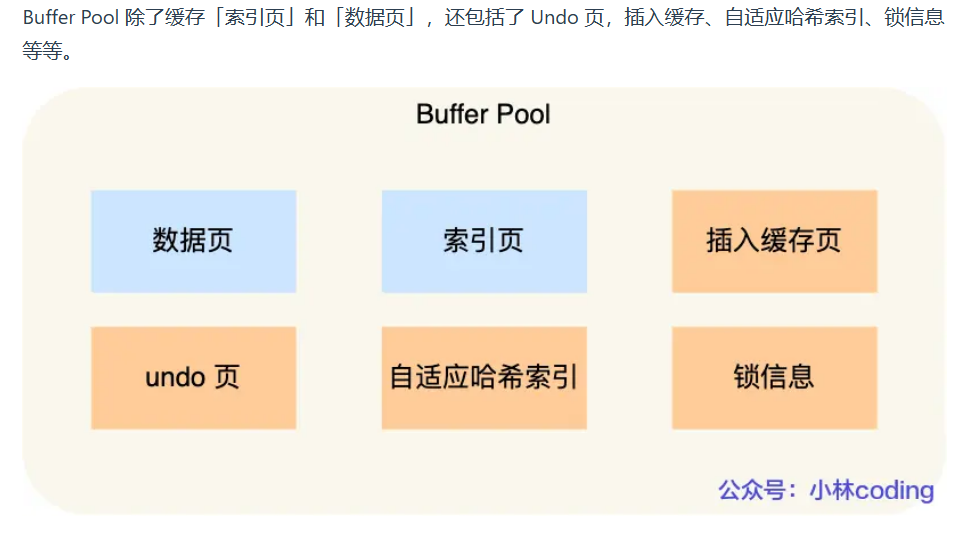 Buffer Pool 除了缓存「索引页」和「数据页」，还包括了 Undo 页，插入缓存、自适应哈希索引、锁信息
等等。
Buffer Pool
数据页
索引页
插入缓存页
undo 页
自适应哈希索引
锁信息
公众号：小林coding